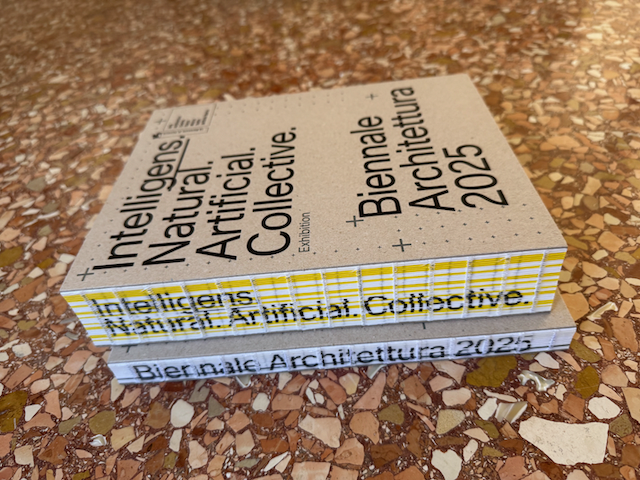 Intelligens.
Natural.
Artificial.
Collective.
Exhibition
Biennale
Architettura
2025
Intelligens.
Natural. Artificial. Collective.
Biennale Architettura 2025